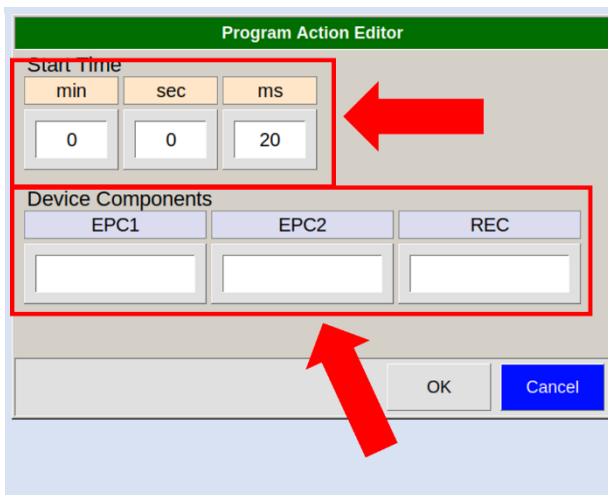 Program Action Editor
Start Time
min sec ms
0 0 20
Device Components
EPC1 EPC2 REC
OK Cancel